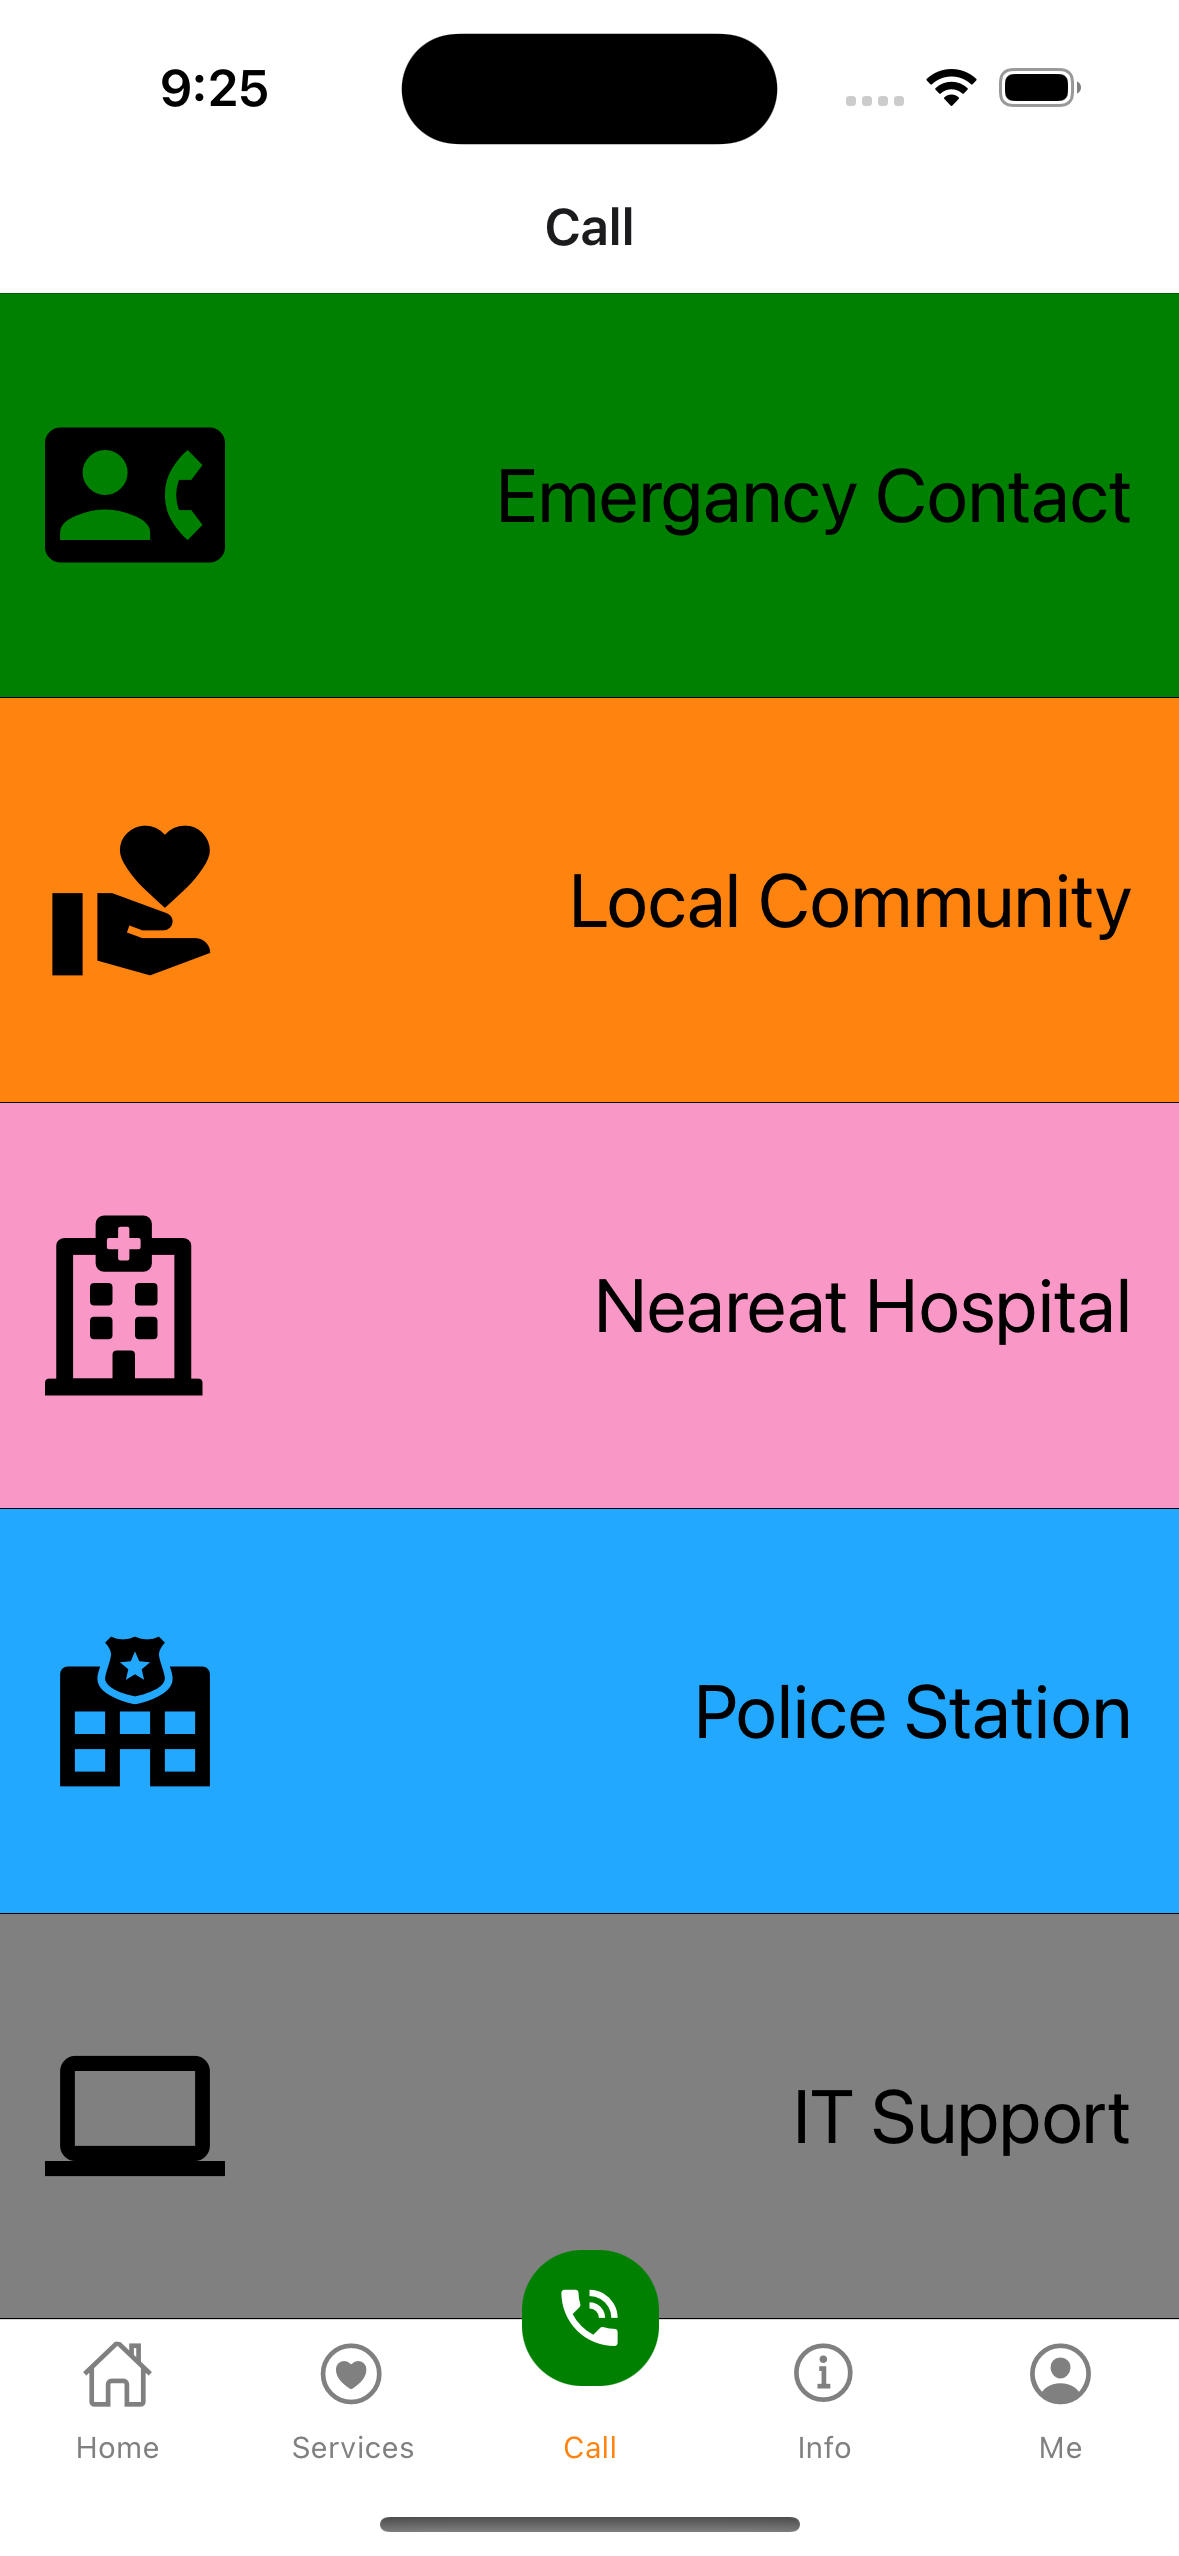 9:25
Call
Emergancy Contact
Local Community
Neareat Hospital
Police Station
IT Support
Home
Services
Call
Info
Me